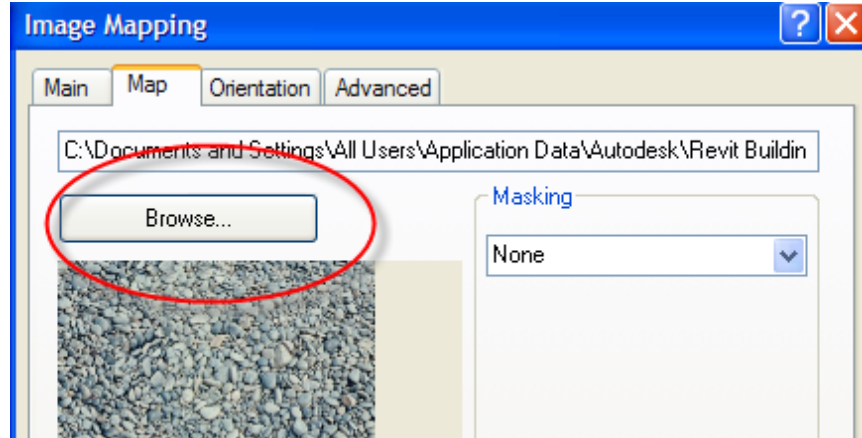 Image Mapping
Main Map Orientation Advanced
C:\Documents and Settings\All Users\Application Data\Autodesk\Revit Buildin
Browse...
Masking
None